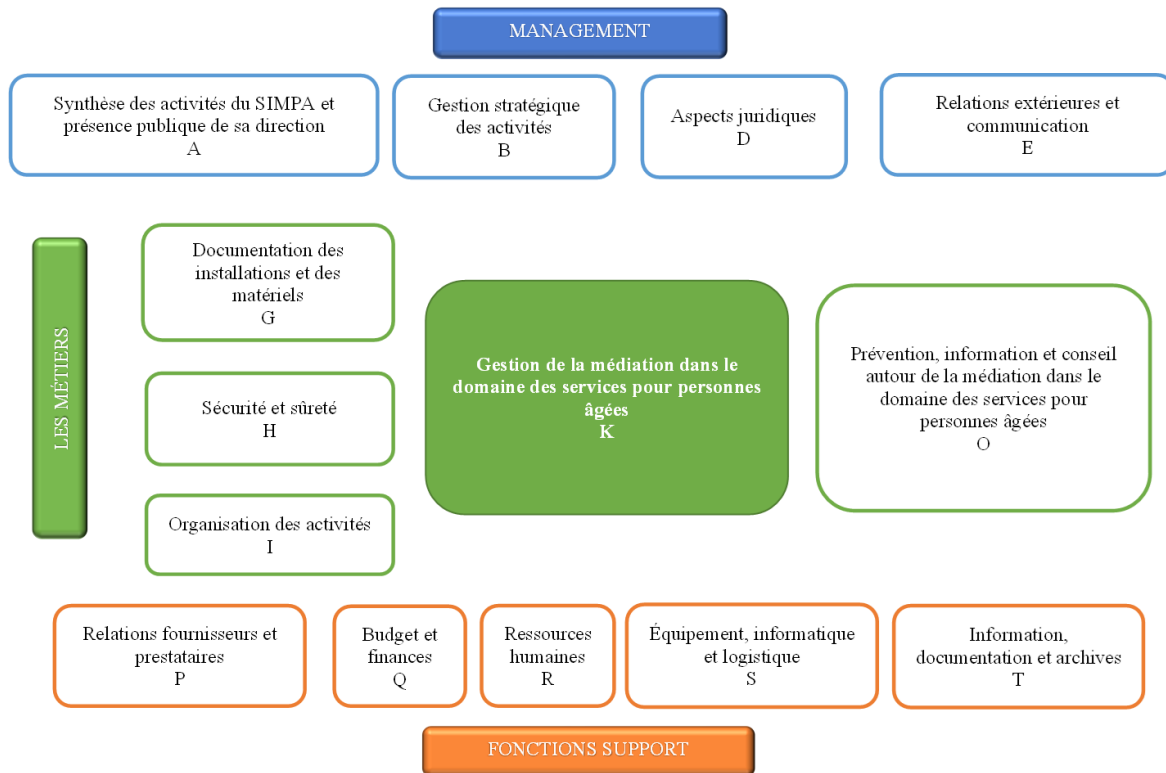 MANAGEMENT
Synthèse des activités du SIMPA et
présence publique de sa direction
A
Gestion stratégique
des activités
B
Aspects juridiques
D
Relations extérieures et
communication
E
LES MÉTIERS
Documentation des
installations et des
matériels
G
Sécurité et sûreté
H
Organisation des activités
I
Gestion de la médiation dans le
domaine des services pour personnes
âgées
K
Prévention, information et conseil
autour de la médiation dans le
domaine des services pour
personnes âgées
O
Relations fournisseurs et
prestataires
P
Budget et
finances
Q
Ressources
humaines
R
Équipement, informatique
et logistique
S
Information,
documentation et archives
T
FONCTIONS SUPPORT